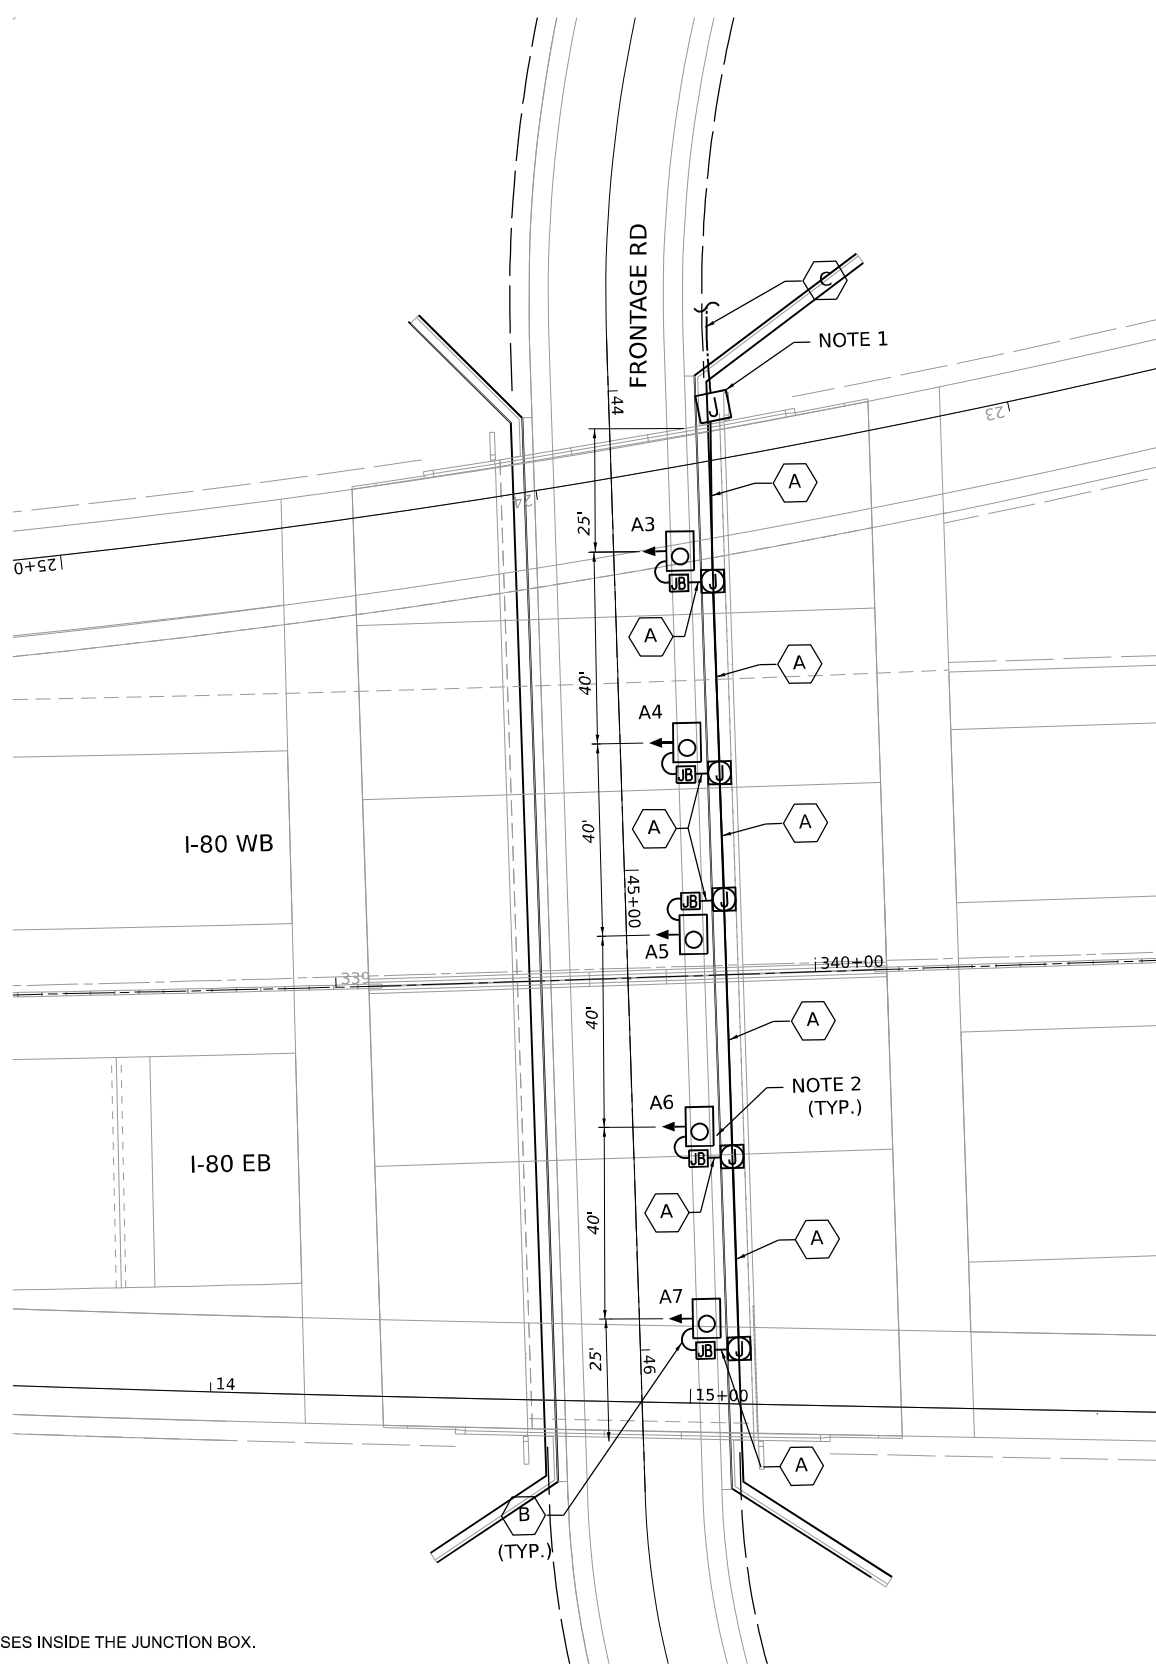 FRONTAGE RD
C
NOTE 1
44
23
J
A
24
25'
A3
25+0
JB
J
A
A
40'
A4
JB
J
A
A
40'
I-80 WB
45+00
JB
J
A5
340+00
339
40'
A
NOTE 2
(TYP.)
A6
JB
J
I-80 EB
A
40'
A
A7
25'
46
JB
J
14
15+00
A
B
(TYP.)
SES INSIDE THE JUNCTION BOX.